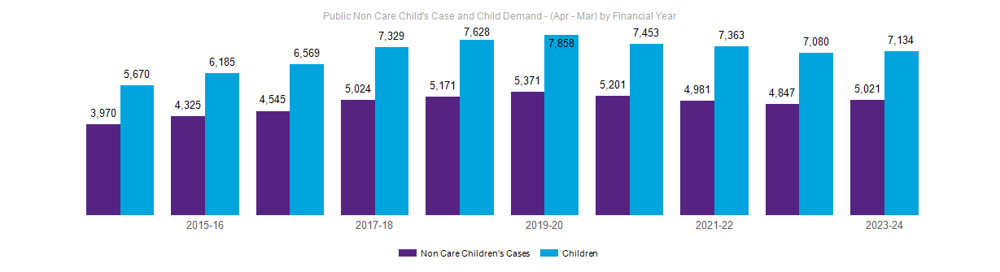 Public Non Care Child's Case and Child Demand - (Apr - Mar) by Financial Year
3,970 5,670 4,325 6,185 4,545 6,569 5,024 7,329 5,171 7,628 5,371 7,858 5,201 7,453 4,981 7,363 4,847 7,080 5,021 7,134
2015-16 2017-18 2019-20 2021-22 2023-24
Non Care Children's Cases Children